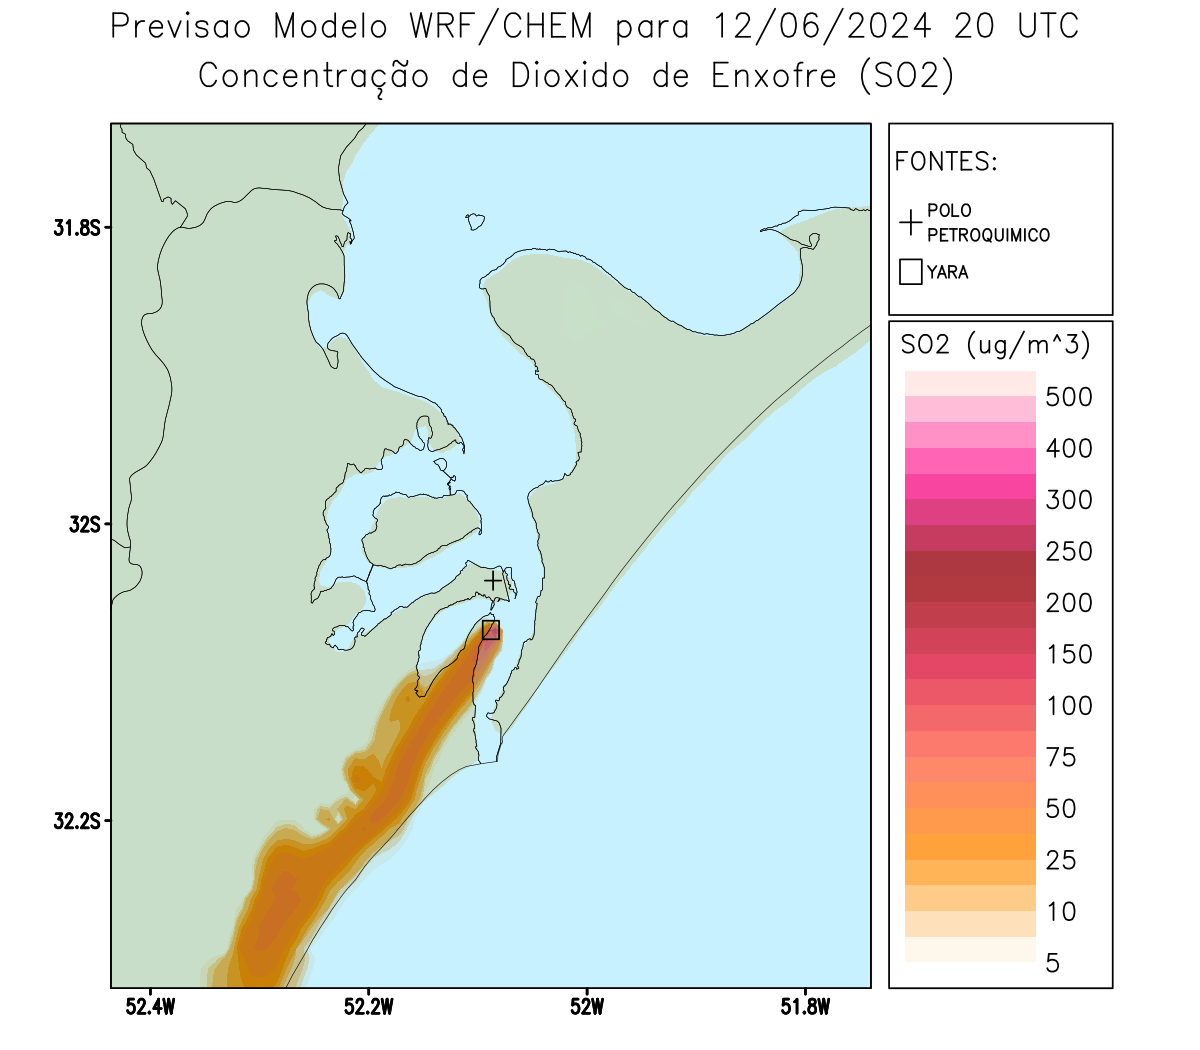 Previsao Modelo WRF/CHEM para 12/06/2024 20 UTC
Concentração de Dioxido de Enxofre (SO2)
FONTES:
POLO
PETROQUIMICO
YARA
31.8S
32S
32.2S
52.4W
52.2W
52W
51.8W
SO2 (ug/m^3)
500
400
300
250
200
150
100
75
50
25
10
5